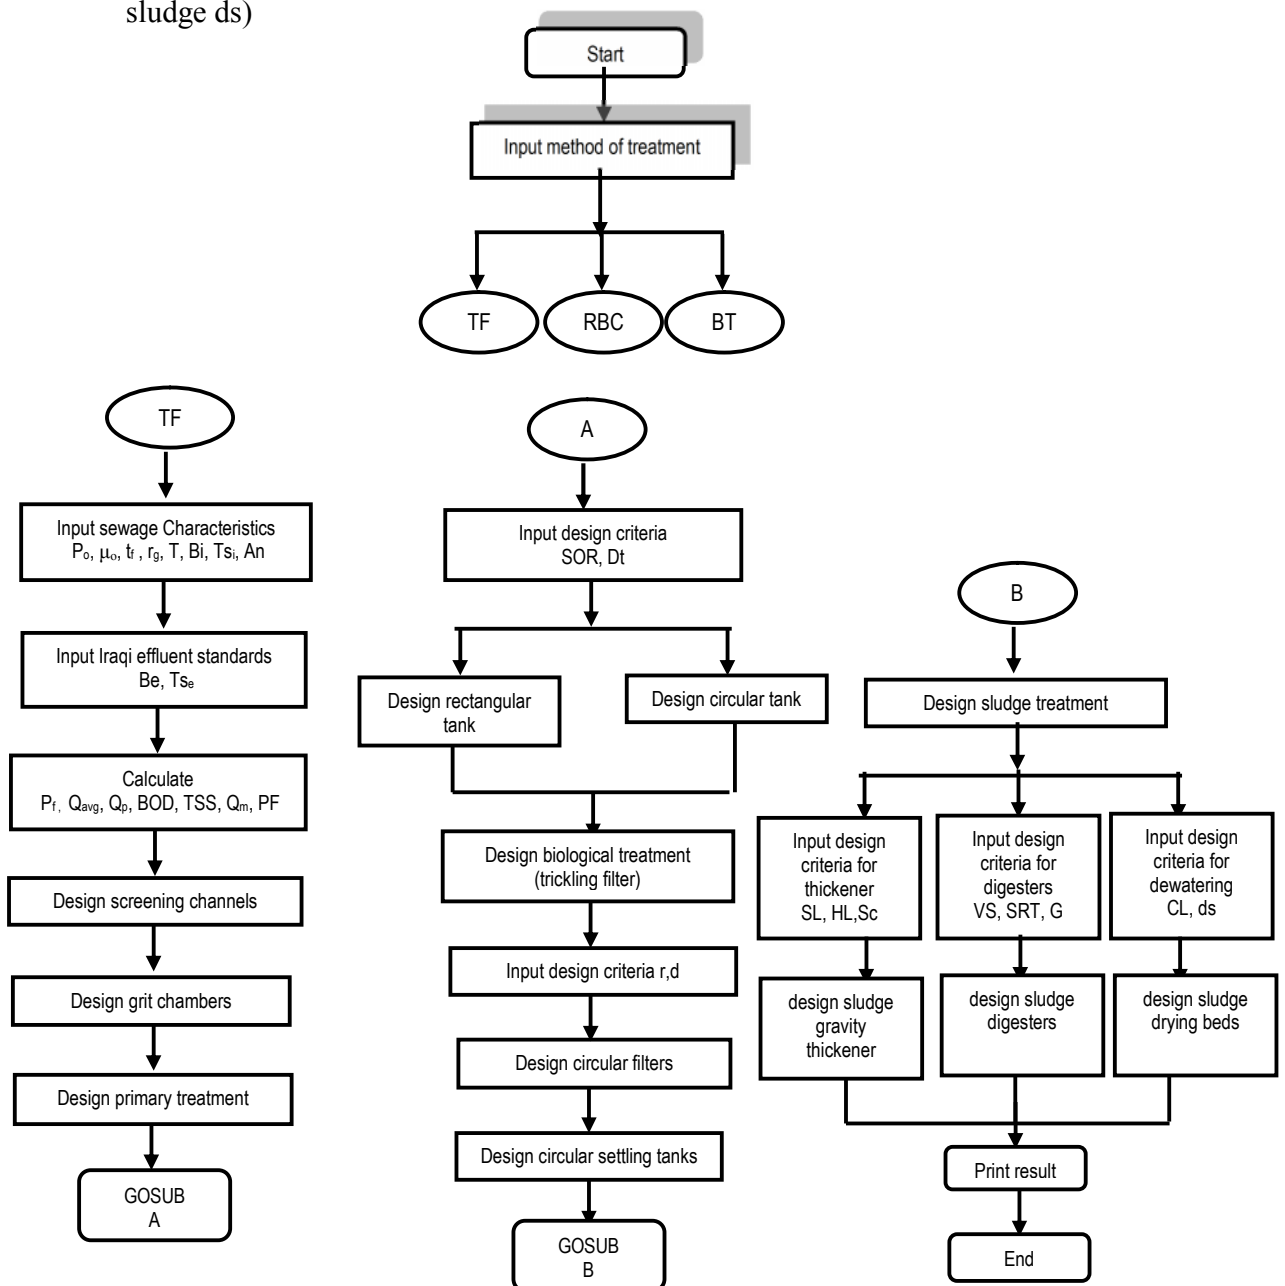 sludge ds)
Start
Input method of treatment
TF
RBC
BT
TF
Input sewage Characteristics
Po, μo, tf , rg, T, Bi, Tsi, An
Input Iraqi effluent standards
Be, Tse
Calculate
Pf , Qavg, Qp, BOD, TSS, Qm, PF
Design screening channels
Design grit chambers
Design primary treatment
GOSUB
A
A
Input design criteria
SOR, Dt
Design rectangular
tank
Design circular tank
Design biological treatment
(trickling filter)
Input design criteria r,d
Design circular filters
Design circular settling tanks
GOSUB
B
B
Design sludge treatment
Input design
criteria for
thickener
SL, HL,Sc
Input design
criteria for
digesters
VS, SRT, G
Input design
criteria for
dewatering
CL, ds
design sludge
gravity
thickener
design sludge
digesters
design sludge
drying beds
Print result
End